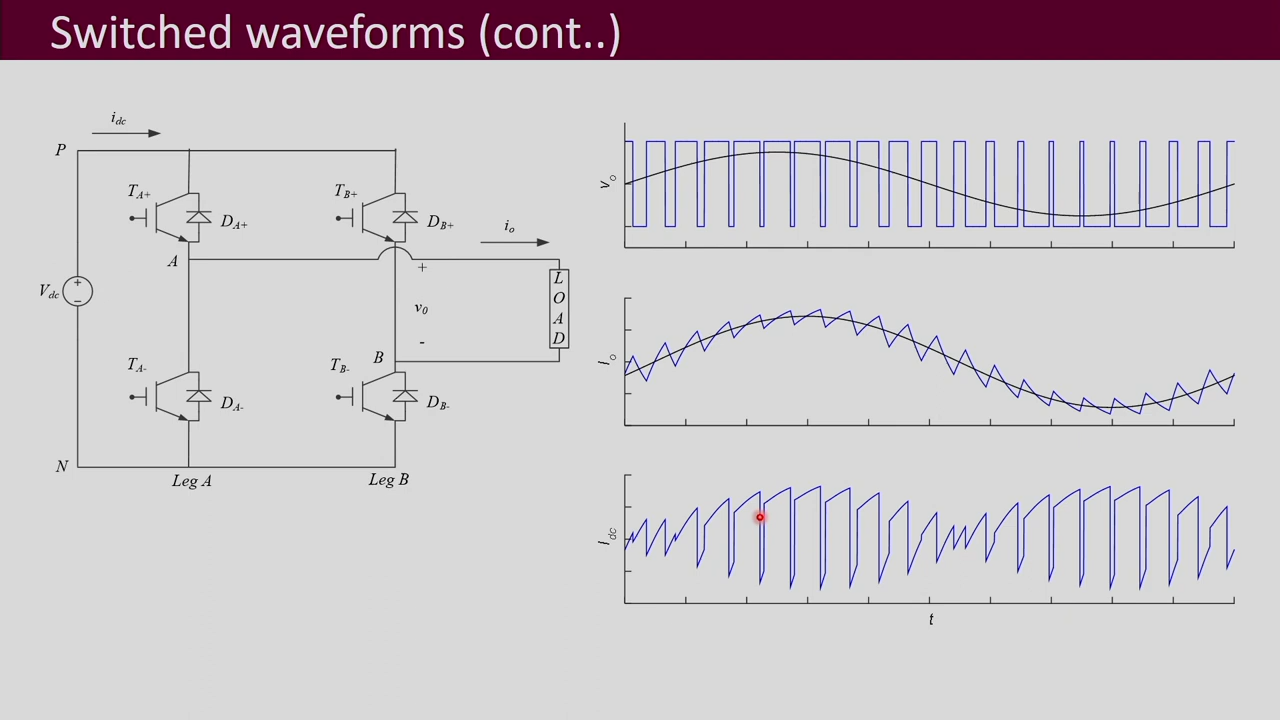 Switched waveforms (cont..)
i_dc
P
T_A+
D_A+
T_B+
D_B+
i_o
A
+
V_dc
+
−
v_0
L
O
A
D
-
B
T_A-
D_A-
T_B-
D_B-
N
Leg A
Leg B
v_o
I_o
I_dc
t